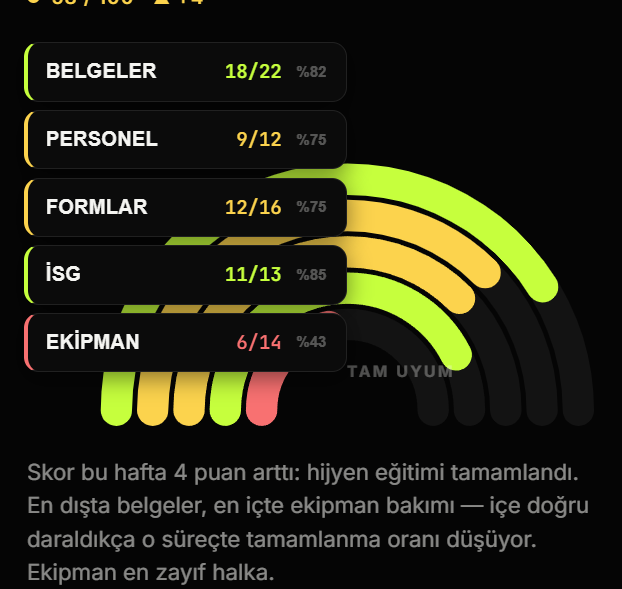 BELGELER 18/22 %82
PERSONEL 9/12 %75
FORMLAR 12/16 %75
İSG 11/13 %85
EKİPMAN 6/14 %43
TAM UYUM
Skor bu hafta 4 puan arttı: hijyen eğitimi tamamlandı.
En dışta belgeler, en içte ekipman bakımı — içe doğru
daraldıkça o süreçte tamamlanma oranı düşüyor.
Ekipman en zayıf halka.